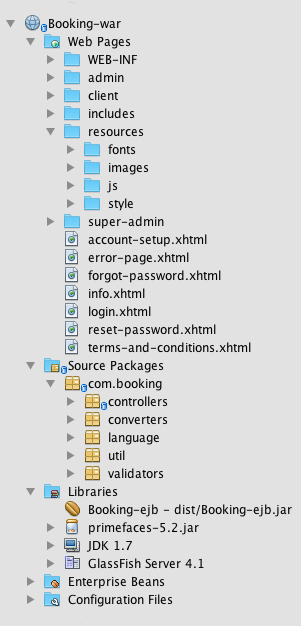 Booking-war
Web Pages
WEB-INF
admin
client
includes
resources
fonts
images
js
style
super-admin
account-setup.xhtml
error-page.xhtml
forgot-password.xhtml
info.xhtml
login.xhtml
reset-password.xhtml
terms-and-conditions.xhtml
Source Packages
com.booking
controllers
converters
language
util
validators
Libraries
Booking-ejb - dist/Booking-ejb.jar
primefaces-5.2.jar
JDK 1.7
GlassFish Server 4.1
Enterprise Beans
Configuration Files